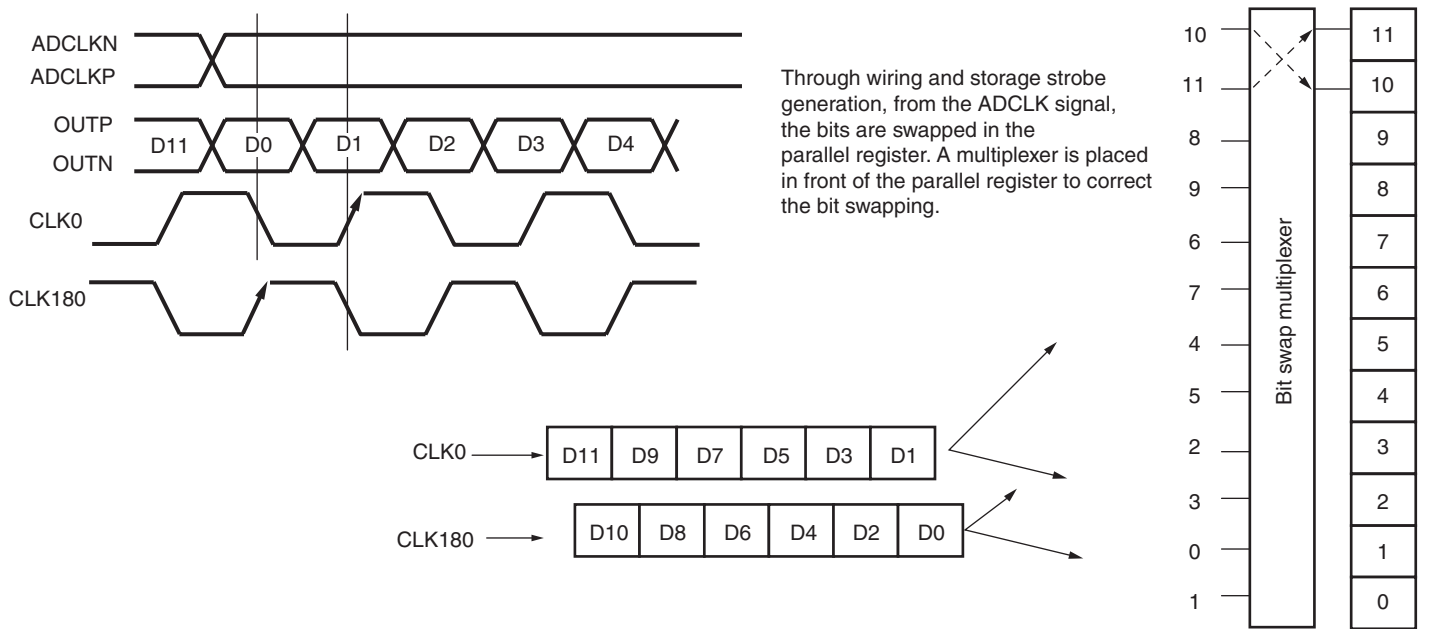 ADCLKN
ADCLKP
OUTP
OUTN
D11 D0 D1 D2 D3 D4
CLK0
CLK180
Through wiring and storage strobe
generation, from the ADCLK signal,
the bits are swapped in the
parallel register. A multiplexer is placed
in front of the parallel register to correct
the bit swapping.
CLK0
D11 D9 D7 D5 D3 D1
CLK180
D10 D8 D6 D4 D2 D0
10
11
8
9
6
7
4
5
2
3
0
1
Bit swap multiplexer
11
10
9
8
7
6
5
4
3
2
1
0